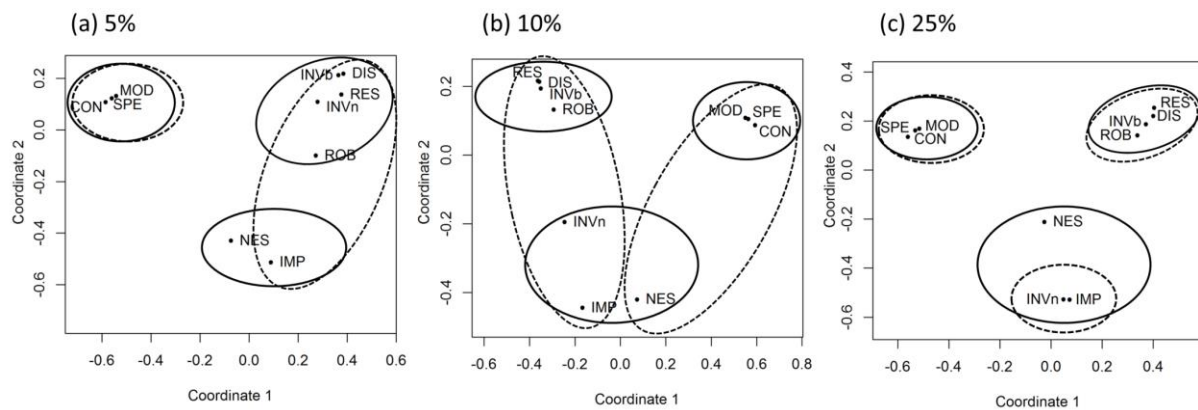 (a) 5%
(b) 10%
(c) 25%
Coordinate 2
0.2
0.0
-0.2
-0.4
-0.6
INVb
DIS
RES
INVn
ROB
MOD
CON
SPE
NES
IMP
-0.6
-0.4
-0.2
0.0
0.2
0.4
0.6
Coordinate 1
Coordinate 2
0.2
0.0
-0.2
-0.4
RES
DIS
INVb
ROB
MOD
SPE
CON
INVn
IMP
NES
-0.6
-0.4
-0.2
0.0
0.2
0.4
0.6
0.8
Coordinate 1
Coordinate 2
0.4
0.2
0.0
-0.2
-0.4
-0.6
SPE
MOD
CON
RES
INVb
DIS
ROB
NES
INVn
IMP
-0.6
-0.4
-0.2
0.0
0.2
0.4
Coordinate 1